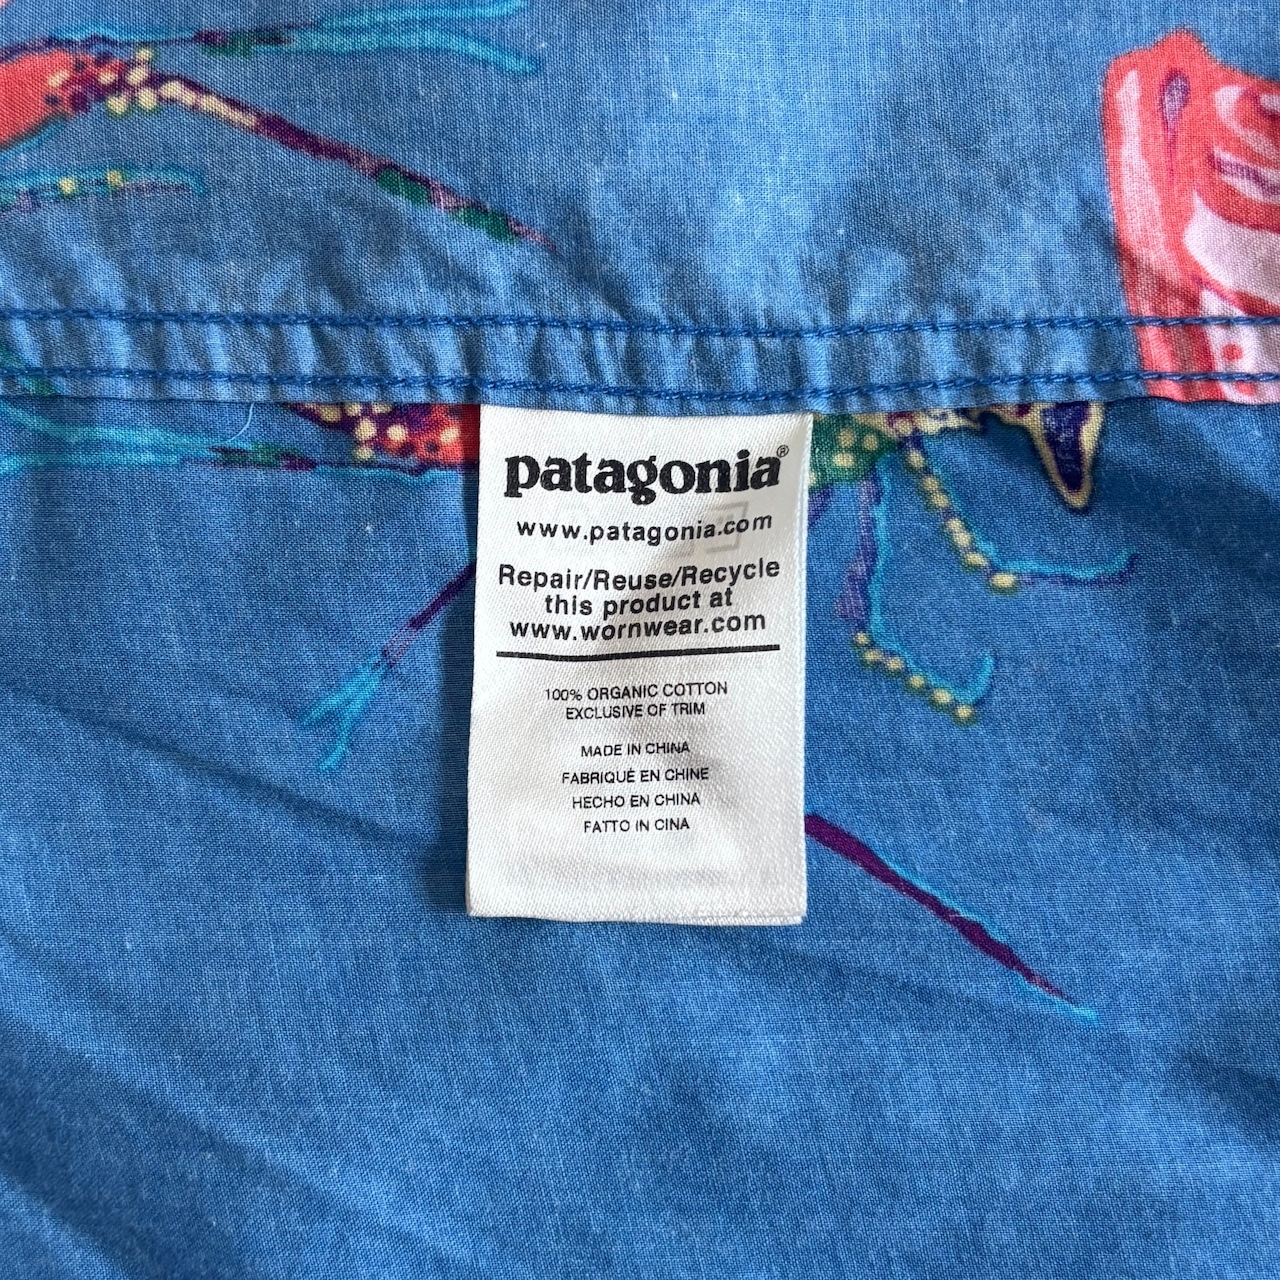 patagonia®
www.patagonia.com
Repair/Reuse/Recycle
this product at
www.wornwear.com
100% ORGANIC COTTON
EXCLUSIVE OF TRIM
MADE IN CHINA
FABRIQUÉ EN CHINE
HECHO EN CHINA
FATTO IN CINA